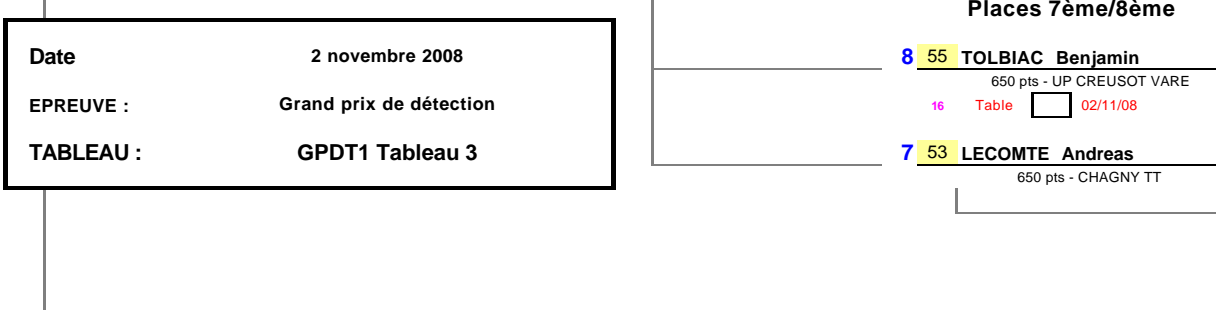 Places 7ème/8ème
Date 2 novembre 2008
EPREUVE : Grand prix de détection
TABLEAU : GPDT1 Tableau 3
8 55 TOLBIAC Benjamin
650 pts - UP CREUSOT VARE
16 Table 02/11/08
7 53 LECOMTE Andreas
650 pts - CHAGNY TT